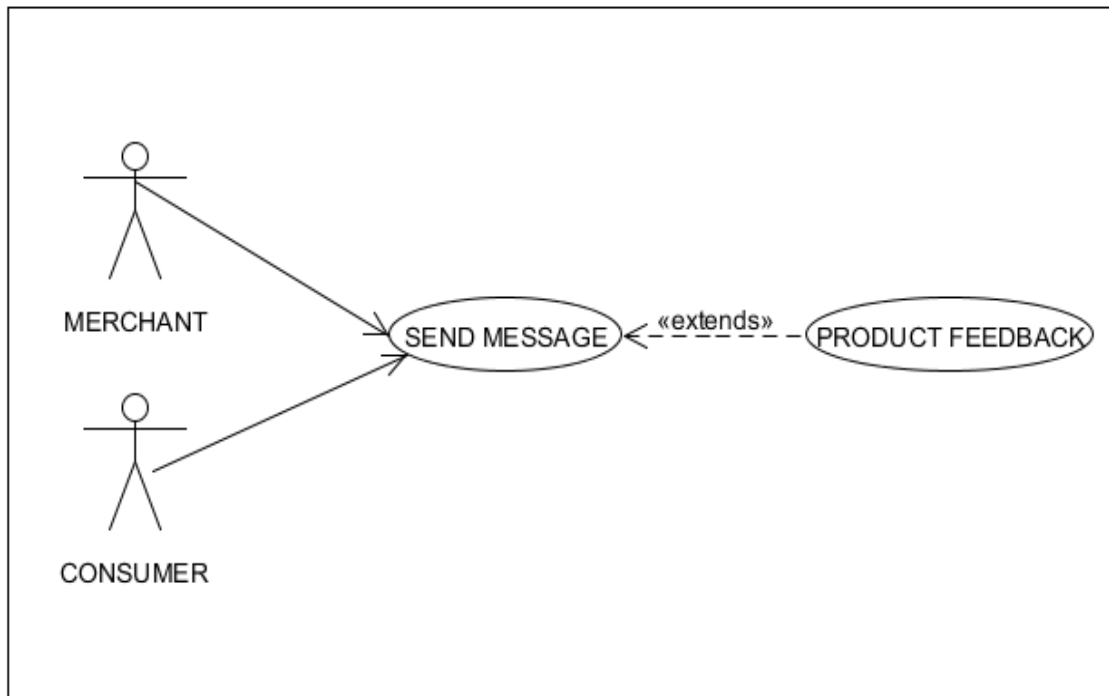 MERCHANT
SEND MESSAGE
«extends»
PRODUCT FEEDBACK
CONSUMER